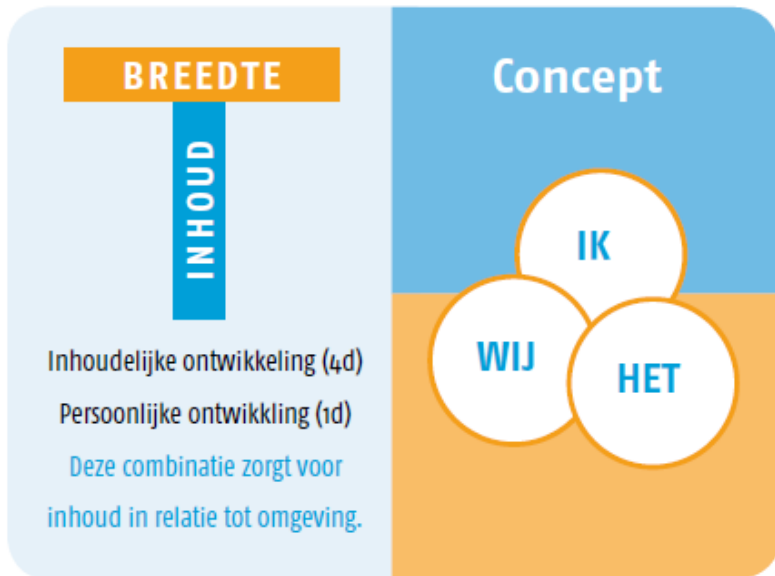 BREEDTE
INHOUD
Inhoudelijke ontwikkeling (4d)
Persoonlijke ontwikkling (1d)
Deze combinatie zorgt voor
inhoud in relatie tot omgeving.
Concept
IK
WIJ
HET